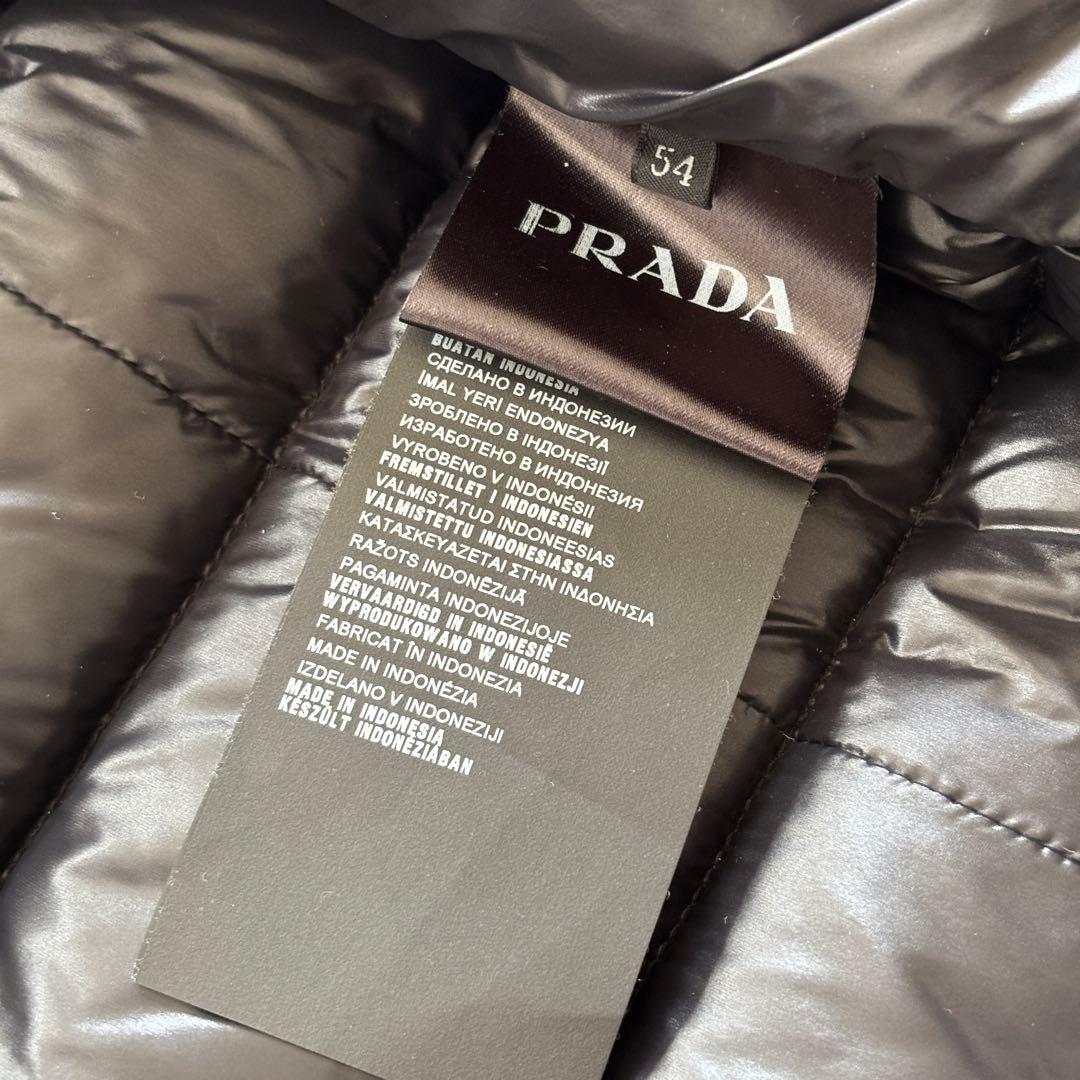 54
PRADA
BUATAN INDONESIA
СДЕЛАНО В ИНДОНЕЗИИ
İMAL YERİ ENDONEZYA
ЗРОБЛЕНО В ІНДОНЕЗІЇ
ИЗРАБОТЕНО В ИНДОНЕЗИЯ
VYROBENO V INDONÉSII
FREMSTILLET I INDONESIEN
VALMISTATUD INDONEESIAS
VALMISTETTU INDONESIASSA
ΚΑΤΑΣΚΕΥΑΖΕΤΑΙ ΣΤΗΝ ΙΝΔΟΝΗΣΙΑ
RAŽOTS INDONĒZIJĀ
PAGAMINTA INDONEZIJOJE
VERVAARDIGD IN INDONESIË
WYPRODUKOWANO W INDONEZJI
FABRICAT ÎN INDONEZIA
MADE IN INDONÉZIA
IZDELANO V INDONEZIJI
MADE IN INDONESIA
KÉSZÜLT INDONÉZIÁBAN